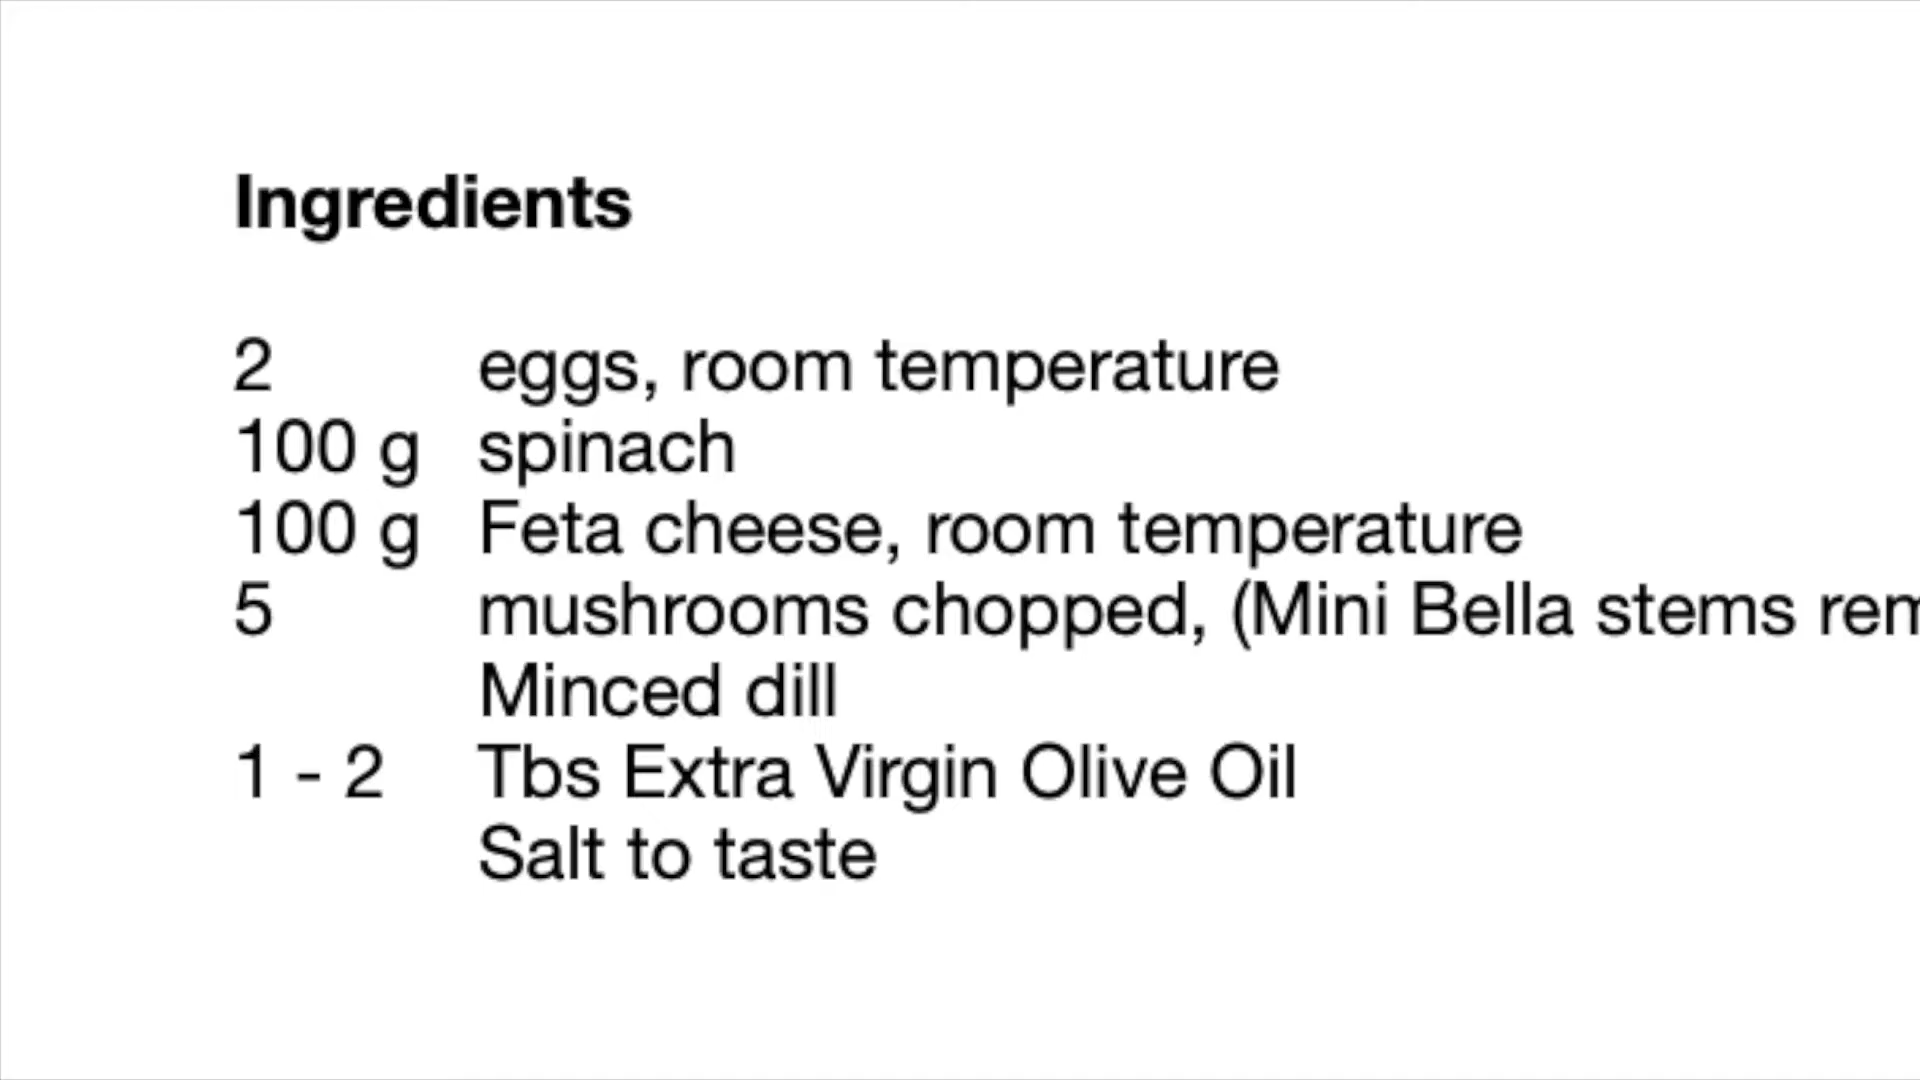 Ingredients
2 eggs, room temperature
100 g spinach
100 g Feta cheese, room temperature
5 mushrooms chopped, (Mini Bella stems
Minced dill
1 - 2 Tbs Extra Virgin Olive Oil
Salt to taste